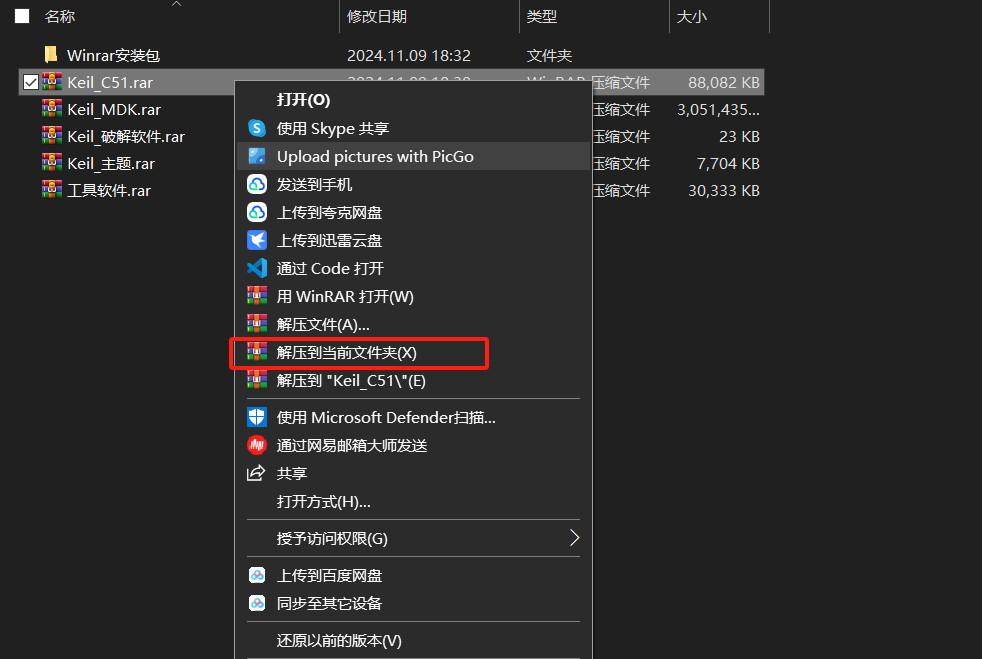 名称 修改日期 类型 大小
Winrar安装包 2024.11.09 18:32 文件夹
Keil_C51.rar 压缩文件 88,082 KB
Keil_MDK.rar 压缩文件 3,051,435...
Keil_破解软件.rar 压缩文件 23 KB
Keil_主题.rar 压缩文件 7,704 KB
工具软件.rar 压缩文件 30,333 KB
打开(O)
使用 Skype 共享
Upload pictures with PicGo
发送到手机
上传到夸克网盘
上传到迅雷云盘
通过 Code 打开
用 WinRAR 打开(W)
解压文件(A)...
解压到当前文件夹(X)
解压到 "Keil_C51\"(E)
使用 Microsoft Defender扫描...
通过网易邮箱大师发送
共享
打开方式(H)...
授予访问权限(G)
上传到百度网盘
同步至其它设备
还原以前的版本(V)